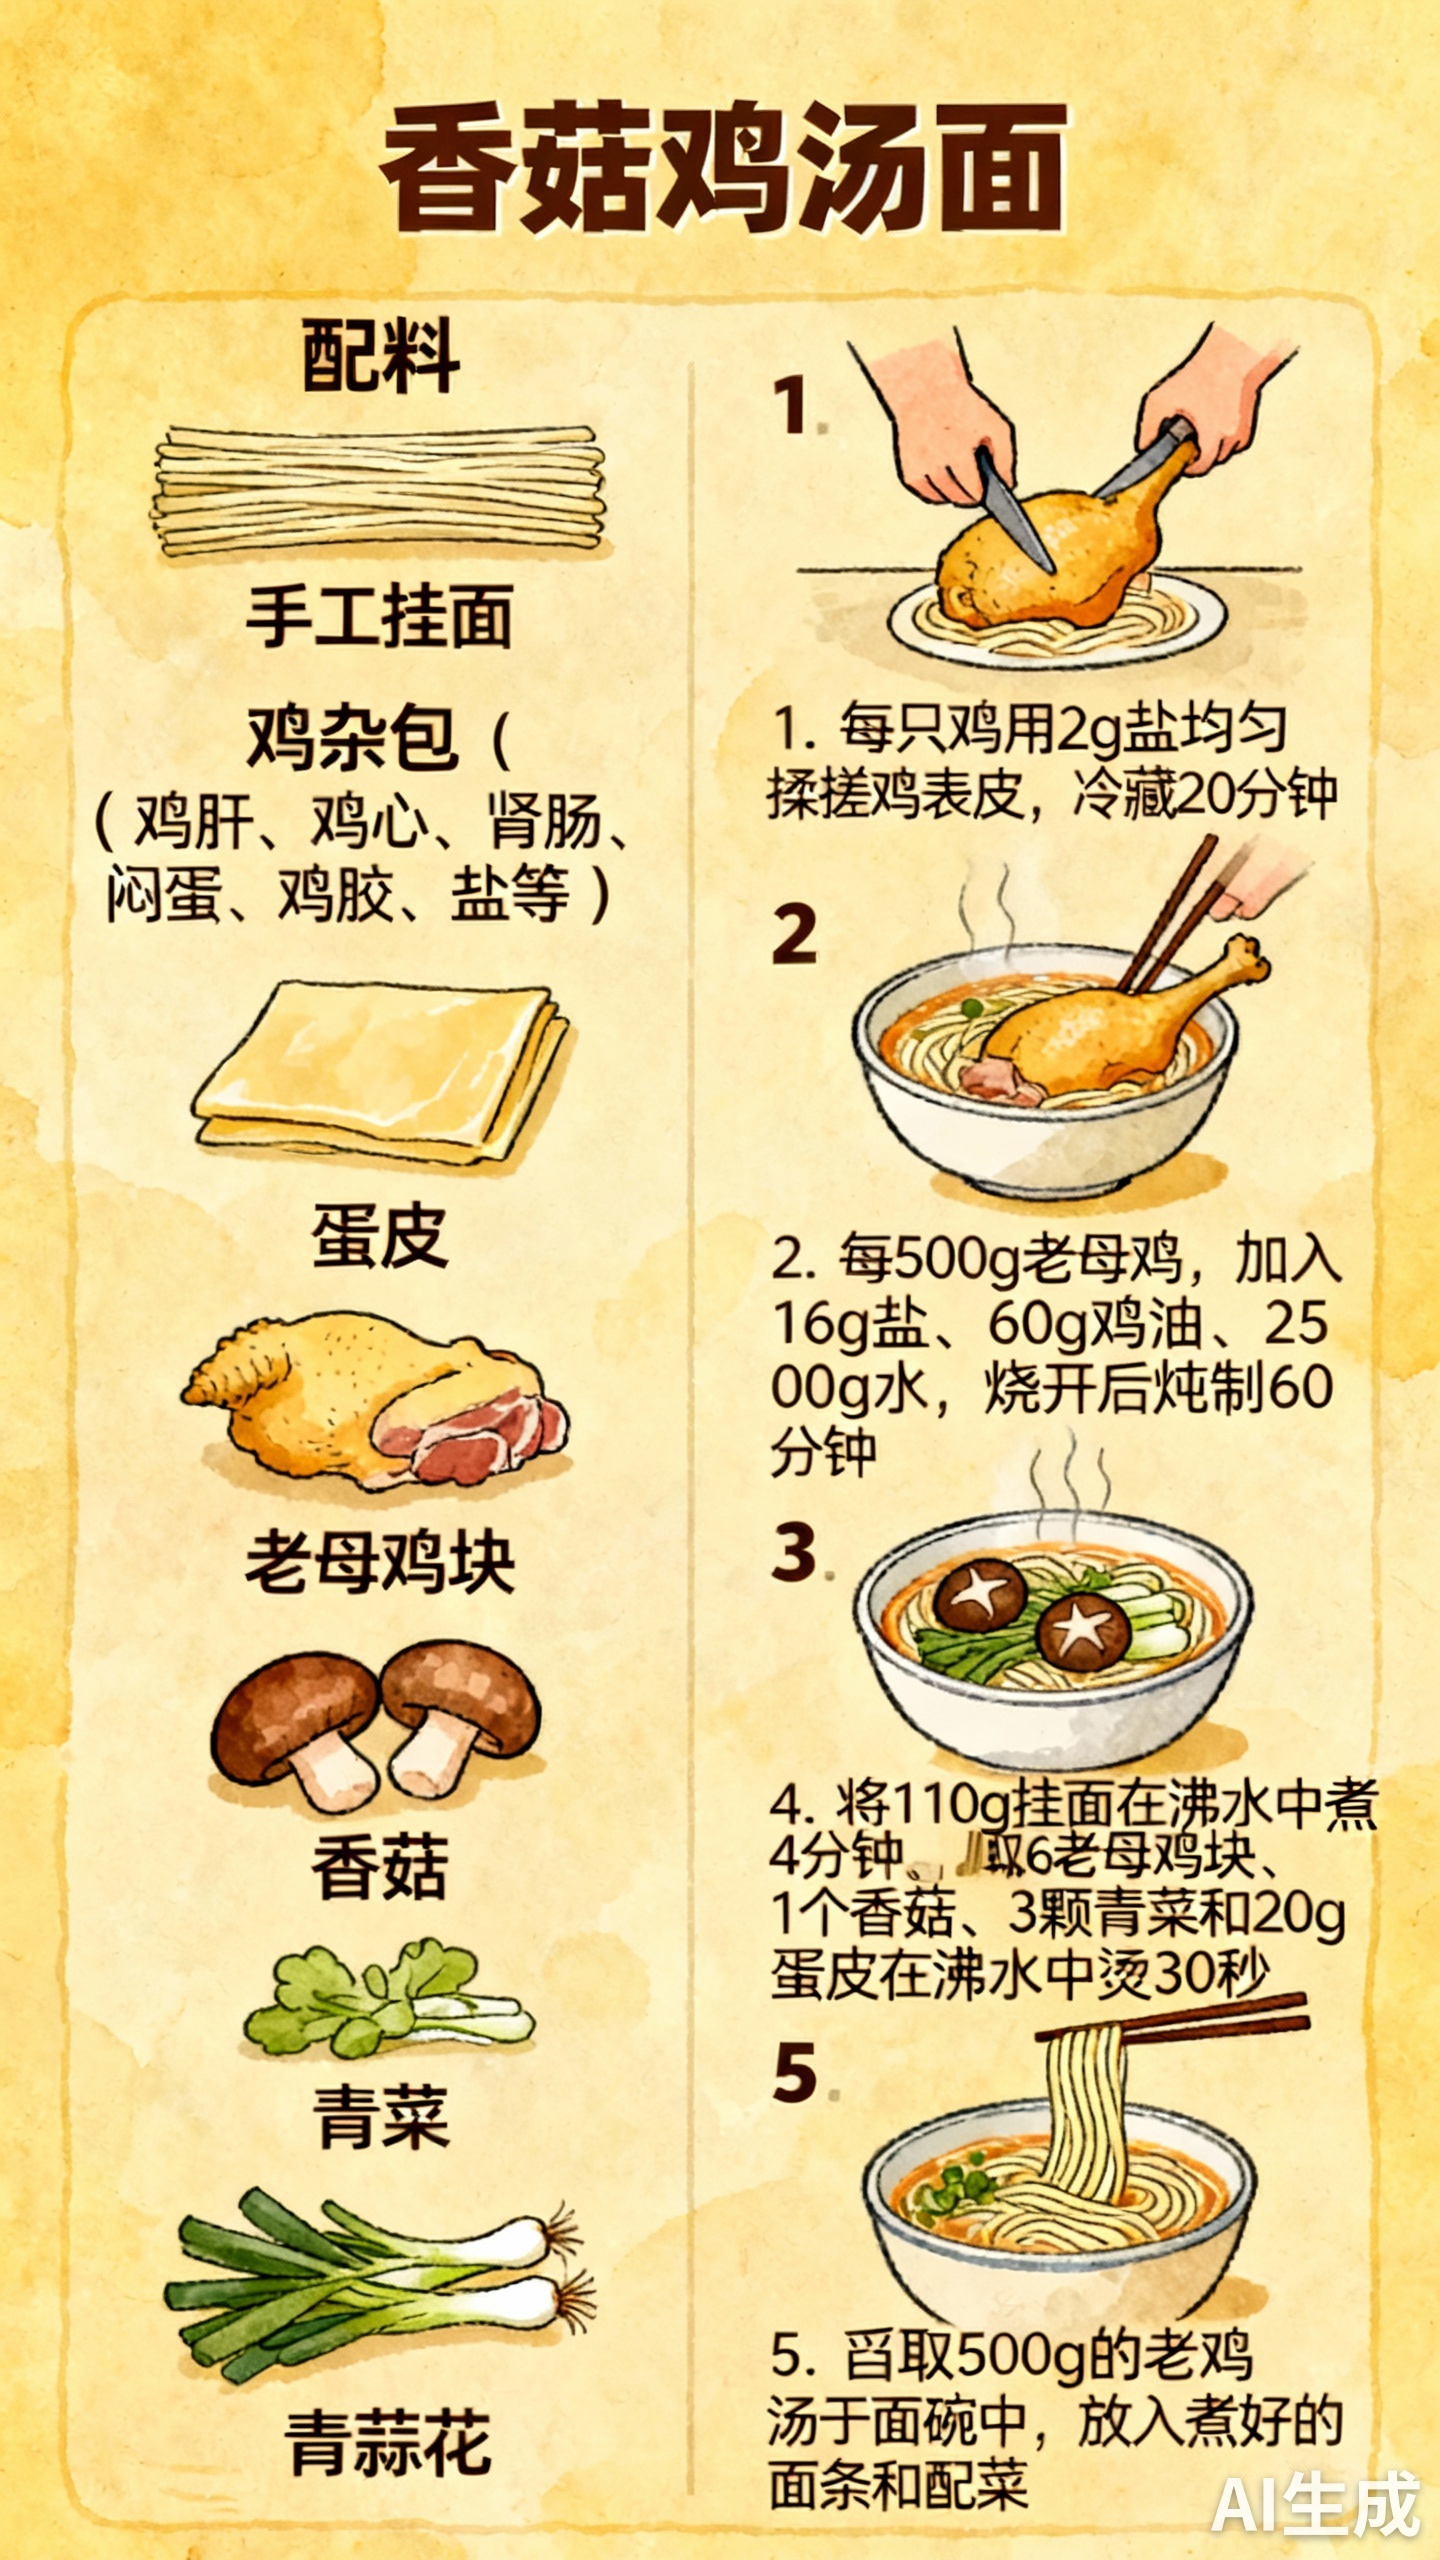 香菇鸡汤面
配料
手工挂面
鸡杂包（
（鸡肝、鸡心、肾肠、
闷蛋、鸡胶、盐等）
蛋皮
老母鸡块
香菇
青菜
青蒜花
1.
1. 每只鸡用2g盐均匀
揉搓鸡表皮，冷藏20分钟
2
2. 每500g老母鸡，加入
16g盐、60g鸡油、25
00g水，烧开后炖制60
分钟
3.
4. 将110g挂面在沸水中煮
4分钟。取6老母鸡块、
1个香菇、3颗青菜和20g
蛋皮在沸水中烫30秒
5.
5. 取500g的老鸡
汤于面碗中，放入煮好的
面条和配菜
AI生成